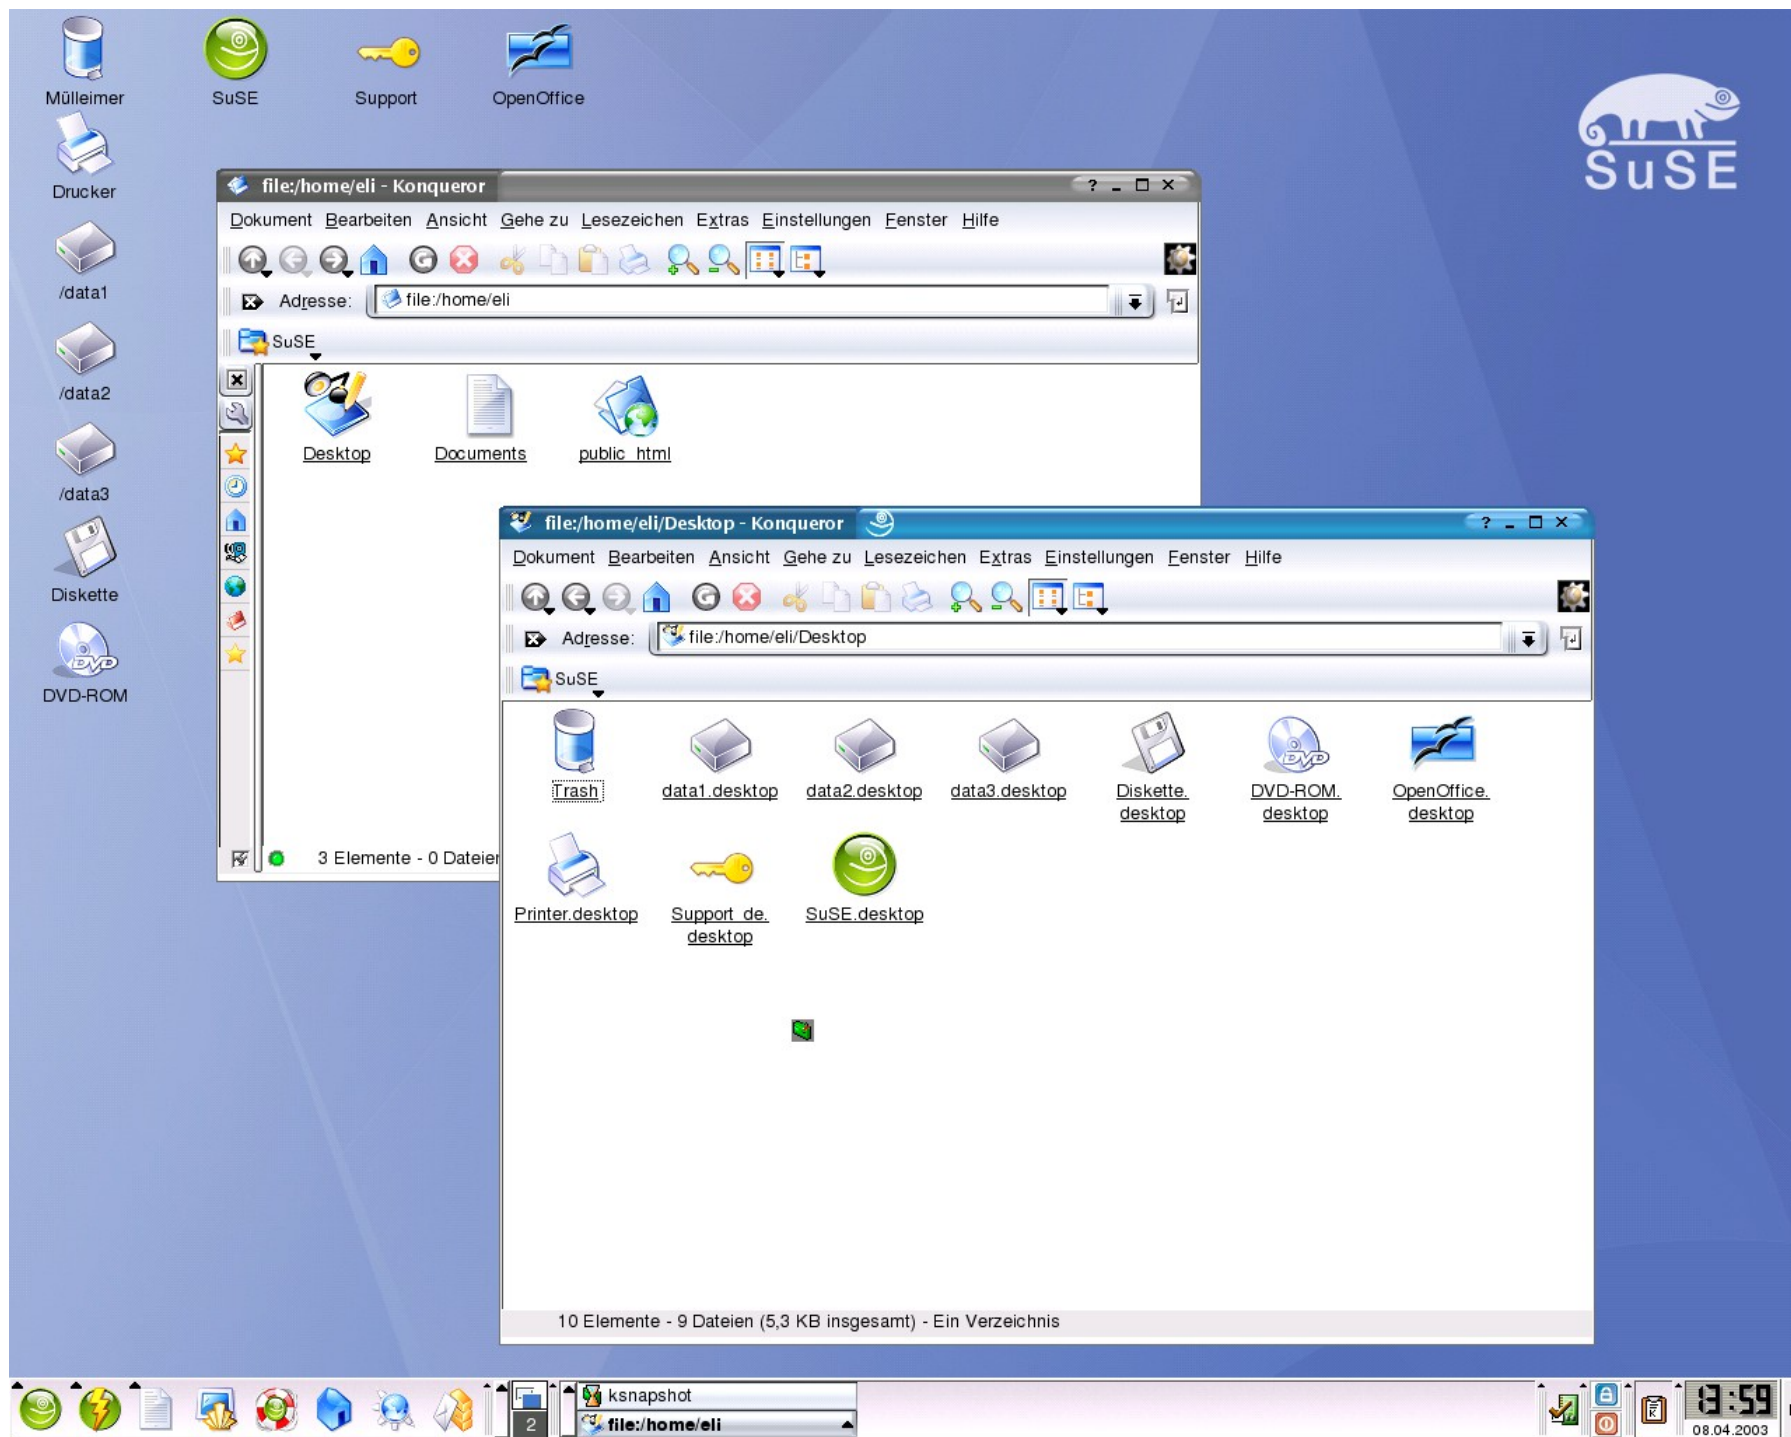 Mülleimer
SuSE
Support
OpenOffice
Drucker
/data1
/data2
/data3
Diskette
DVD
DVD-ROM
SuSE
file:/home/eli - Konqueror
Dokument Bearbeiten Ansicht Gehe zu Lesezeichen Extras Einstellungen Fenster Hilfe
Adresse: file:/home/eli
SuSE
Desktop
Documents
public_html
3 Elemente - 0 Dateien
file:/home/eli/Desktop - Konqueror
Dokument Bearbeiten Ansicht Gehe zu Lesezeichen Extras Einstellungen Fenster Hilfe
Adresse: file:/home/eli/Desktop
SuSE
DVD
Trash
data1.desktop
data2.desktop
data3.desktop
Diskette.
desktop
DVD-ROM.
desktop
OpenOffice.
desktop
Printer.desktop
Support_de.
desktop
SuSE.desktop
10 Elemente - 9 Dateien (5,3 KB insgesamt) - Ein Verzeichnis
2
ksnapshot
file:/home/eli
13:59
08.04.2003